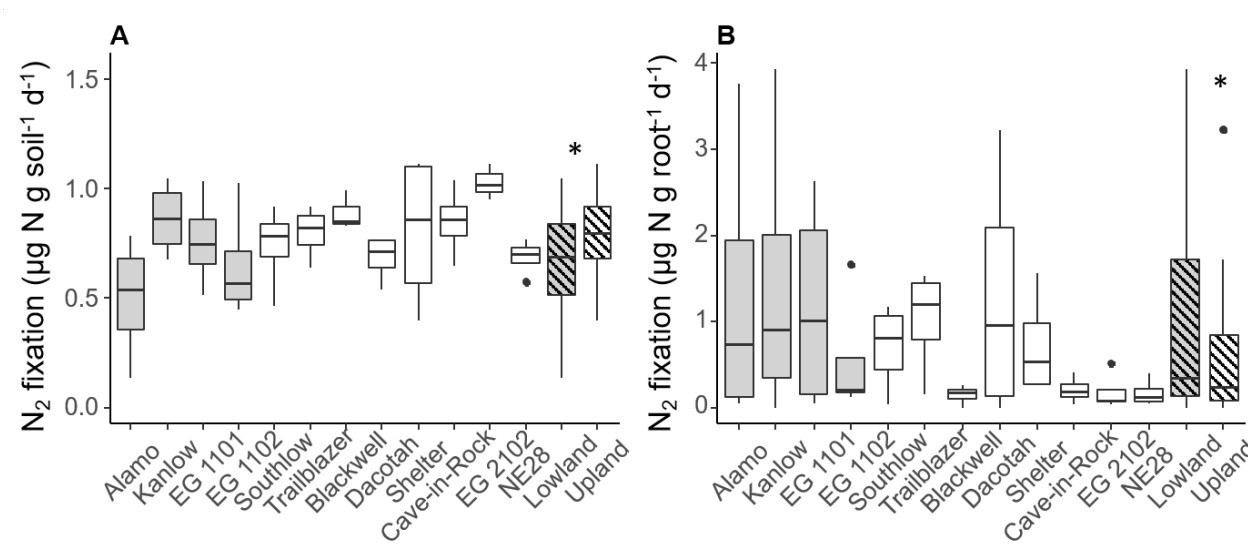 A
N₂ fixation (µg N g soil⁻¹ d⁻¹)
1.5
1.0
0.5
0.0
*
Alamo
Kanlow
EG 1101
EG 1102
Southlow
Trailblazer
Blackwell
Dacotah
Shelter
Cave-in-Rock
EG 2102
NE28
Lowland
Upland
B
N₂ fixation (µg N g root⁻¹ d⁻¹)
4
3
2
1
0
*
Alamo
Kanlow
EG 1101
EG 1102
Southlow
Trailblazer
Blackwell
Dacotah
Shelter
Cave-in-Rock
EG 2102
NE28
Lowland
Upland